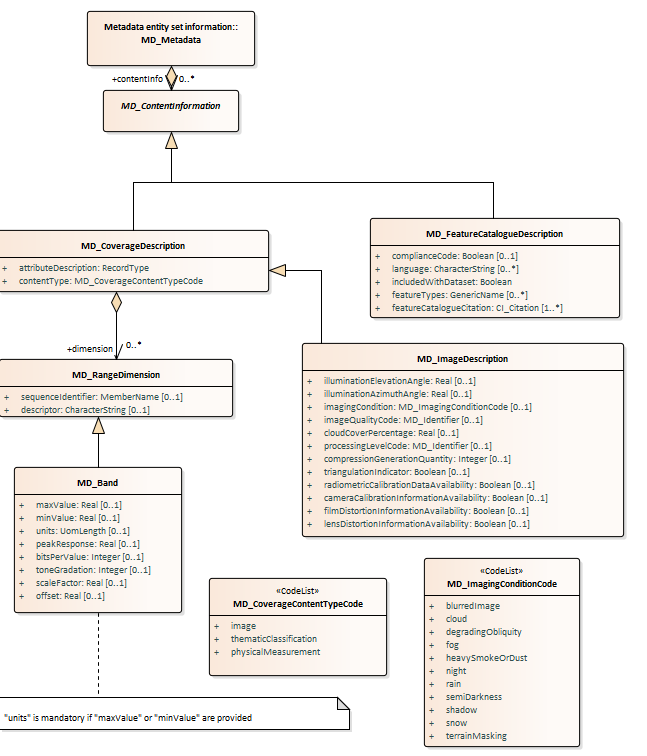 Metadata entity set information::
MD_Metadata
+contentInfo 0..*
MD_ContentInformation
MD_CoverageDescription
+ attributeDescription: RecordType
+ contentType: MD_CoverageContentTypeCode
MD_FeatureCatalogueDescription
+ complianceCode: Boolean [0..1]
+ language: CharacterString [0..*]
+ includedWithDataset: Boolean
+ featureTypes: GenericName [0..*]
+ featureCatalogueCitation: CI_Citation [1..*]
+dimension 0..*
MD_RangeDimension
+ sequenceIdentifier: MemberName [0..1]
+ descriptor: CharacterString [0..1]
MD_ImageDescription
+ illuminationElevationAngle: Real [0..1]
+ illuminationAzimuthAngle: Real [0..1]
+ imagingCondition: MD_ImagingConditionCode [0..1]
+ imageQualityCode: MD_Identifier [0..1]
+ cloudCoverPercentage: Real [0..1]
+ processingLevelCode: MD_Identifier [0..1]
+ compressionGenerationQuantity: Integer [0..1]
+ triangulationIndicator: Boolean [0..1]
+ radiometricCalibrationDataAvailability: Boolean [0..1]
+ cameraCalibrationInformationAvailability: Boolean [0..1]
+ filmDistortionInformationAvailability: Boolean [0..1]
+ lensDistortionInformationAvailability: Boolean [0..1]
MD_Band
+ maxValue: Real [0..1]
+ minValue: Real [0..1]
+ units: UomLength [0..1]
+ peakResponse: Real [0..1]
+ bitsPerValue: Integer [0..1]
+ toneGradation: Integer [0..1]
+ scaleFactor: Real [0..1]
+ offset: Real [0..1]
«CodeList»
MD_CoverageContentTypeCode
+ image
+ thematicClassification
+ physicalMeasurement
«CodeList»
MD_ImagingConditionCode
+ blurredImage
+ cloud
+ degradingObliquity
+ fog
+ heavySmokeOrDust
+ night
+ rain
+ semiDarkness
+ shadow
+ snow
+ terrainMasking
"units" is mandatory if "maxValue" or "minValue" are provided